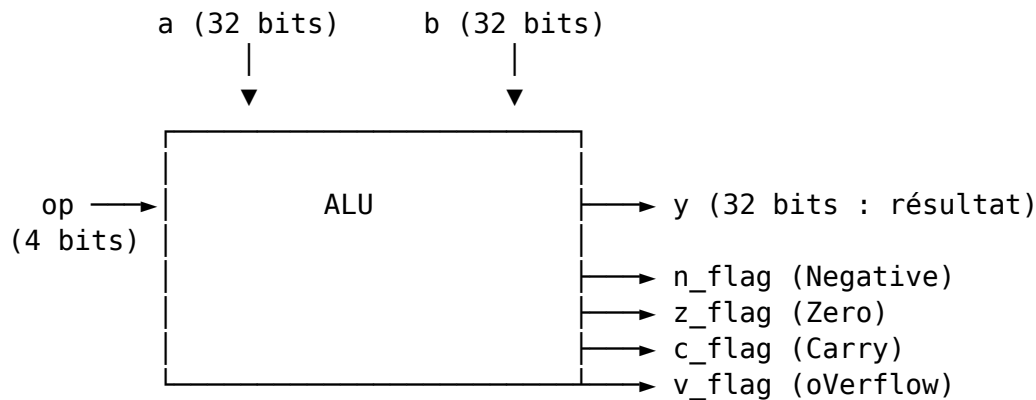 a (32 bits) b (32 bits)
op ALU y (32 bits : résultat)
(4 bits)
n_flag (Negative)
z_flag (Zero)
c_flag (Carry)
v_flag (oVerflow)